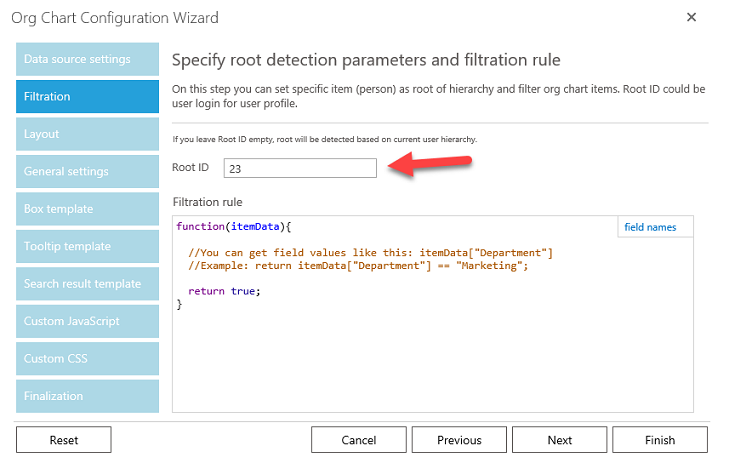 Org Chart Configuration Wizard
Data source settings
Filtration
Layout
General settings
Box template
Tooltip template
Search result template
Custom JavaScript
Custom CSS
Finalization
Specify root detection parameters and filtration rule
On this step you can set specific item (person) as root of hierarchy and filter org chart items. Root ID could be
user login for user profile.
If you leave Root ID empty, root will be detected based on current user hierarchy.
Root ID 23
Filtration rule
function(itemData){
field names
//You can get field values like this: itemData["Department"]
//Example: return itemData["Department"] == "Marketing";
return true;
}
Reset Cancel Previous Next Finish